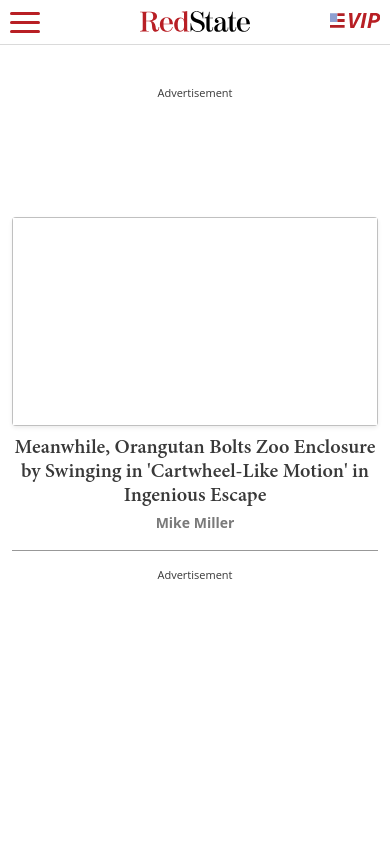 RedState
VIP
Advertisement
Meanwhile, Orangutan Bolts Zoo Enclosure
by Swinging in 'Cartwheel-Like Motion' in
Ingenious Escape
Mike Miller
Advertisement